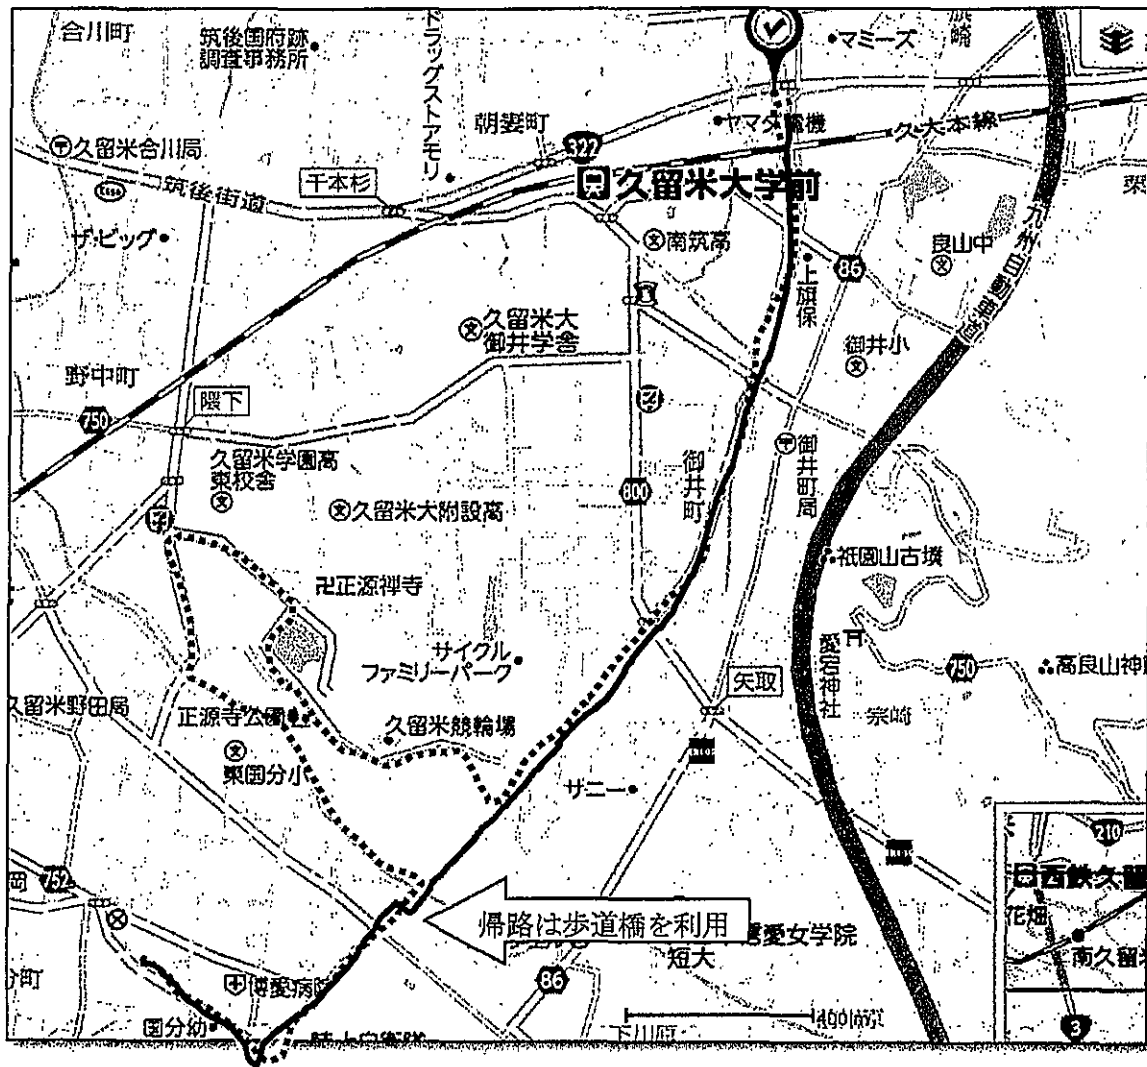 合川町
筑後国府跡
調査事務所
ドラッグストアモリ
マミーズ
朝妻町
322
ヤマダ電機
久大本線
久留米合川局
筑後街道
千本杉
久留米大学前
ザ・ビッグ
南筑高
上旗保
86
良山中
九州自動車道
久留米大
御井学舎
御井小
野中町
750
隈下
久留米学園高
東校舎
久留米大附設高
800
御井町
御井町局
祇園山古墳
卍正源禅寺
サイクル
ファミリーパーク
矢取
愛宕神社
750
高良山神
宗崎
久留米野田局
正源寺公園
久留米競輪場
東国分小
サニー
210
752
西鉄久留
花畑
帰路は歩道橋を利用
愛女学院
短大
南久留米
86
博愛病院
国分幼
400(m)
3